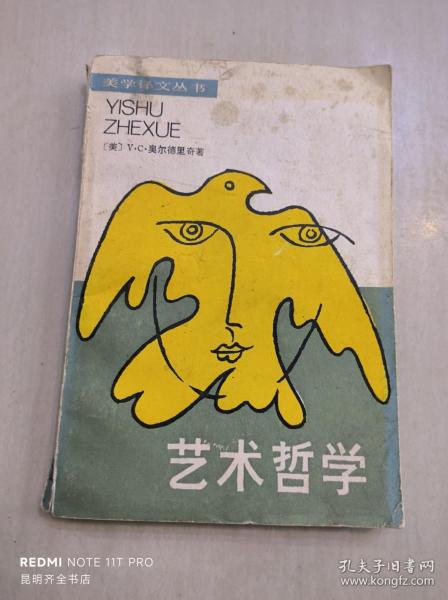 美学译文丛书
YISHU
ZHEXUE
〔美〕V·C·奥尔德里奇著
艺术哲学
REDMI NOTE 11T PRO
昆明齐全书店
孔夫子旧书网
www.kongfz.com